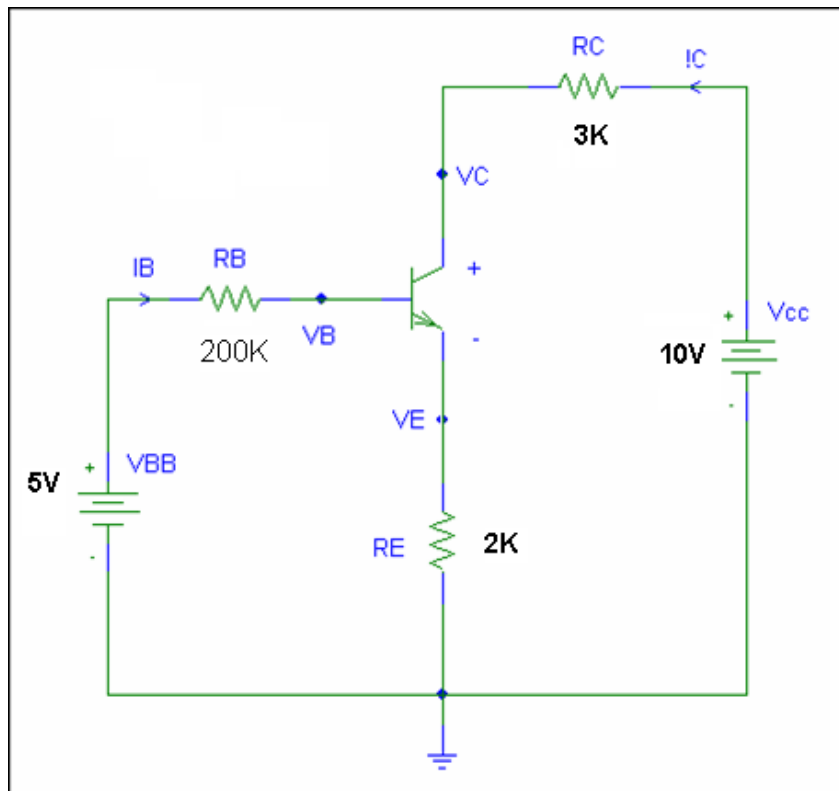 RC
!C
3K
VC
RB
IB
+
+
Vcc
VB
-
200K
10V
VE
-
+
VBB
5V
RE
2K
-